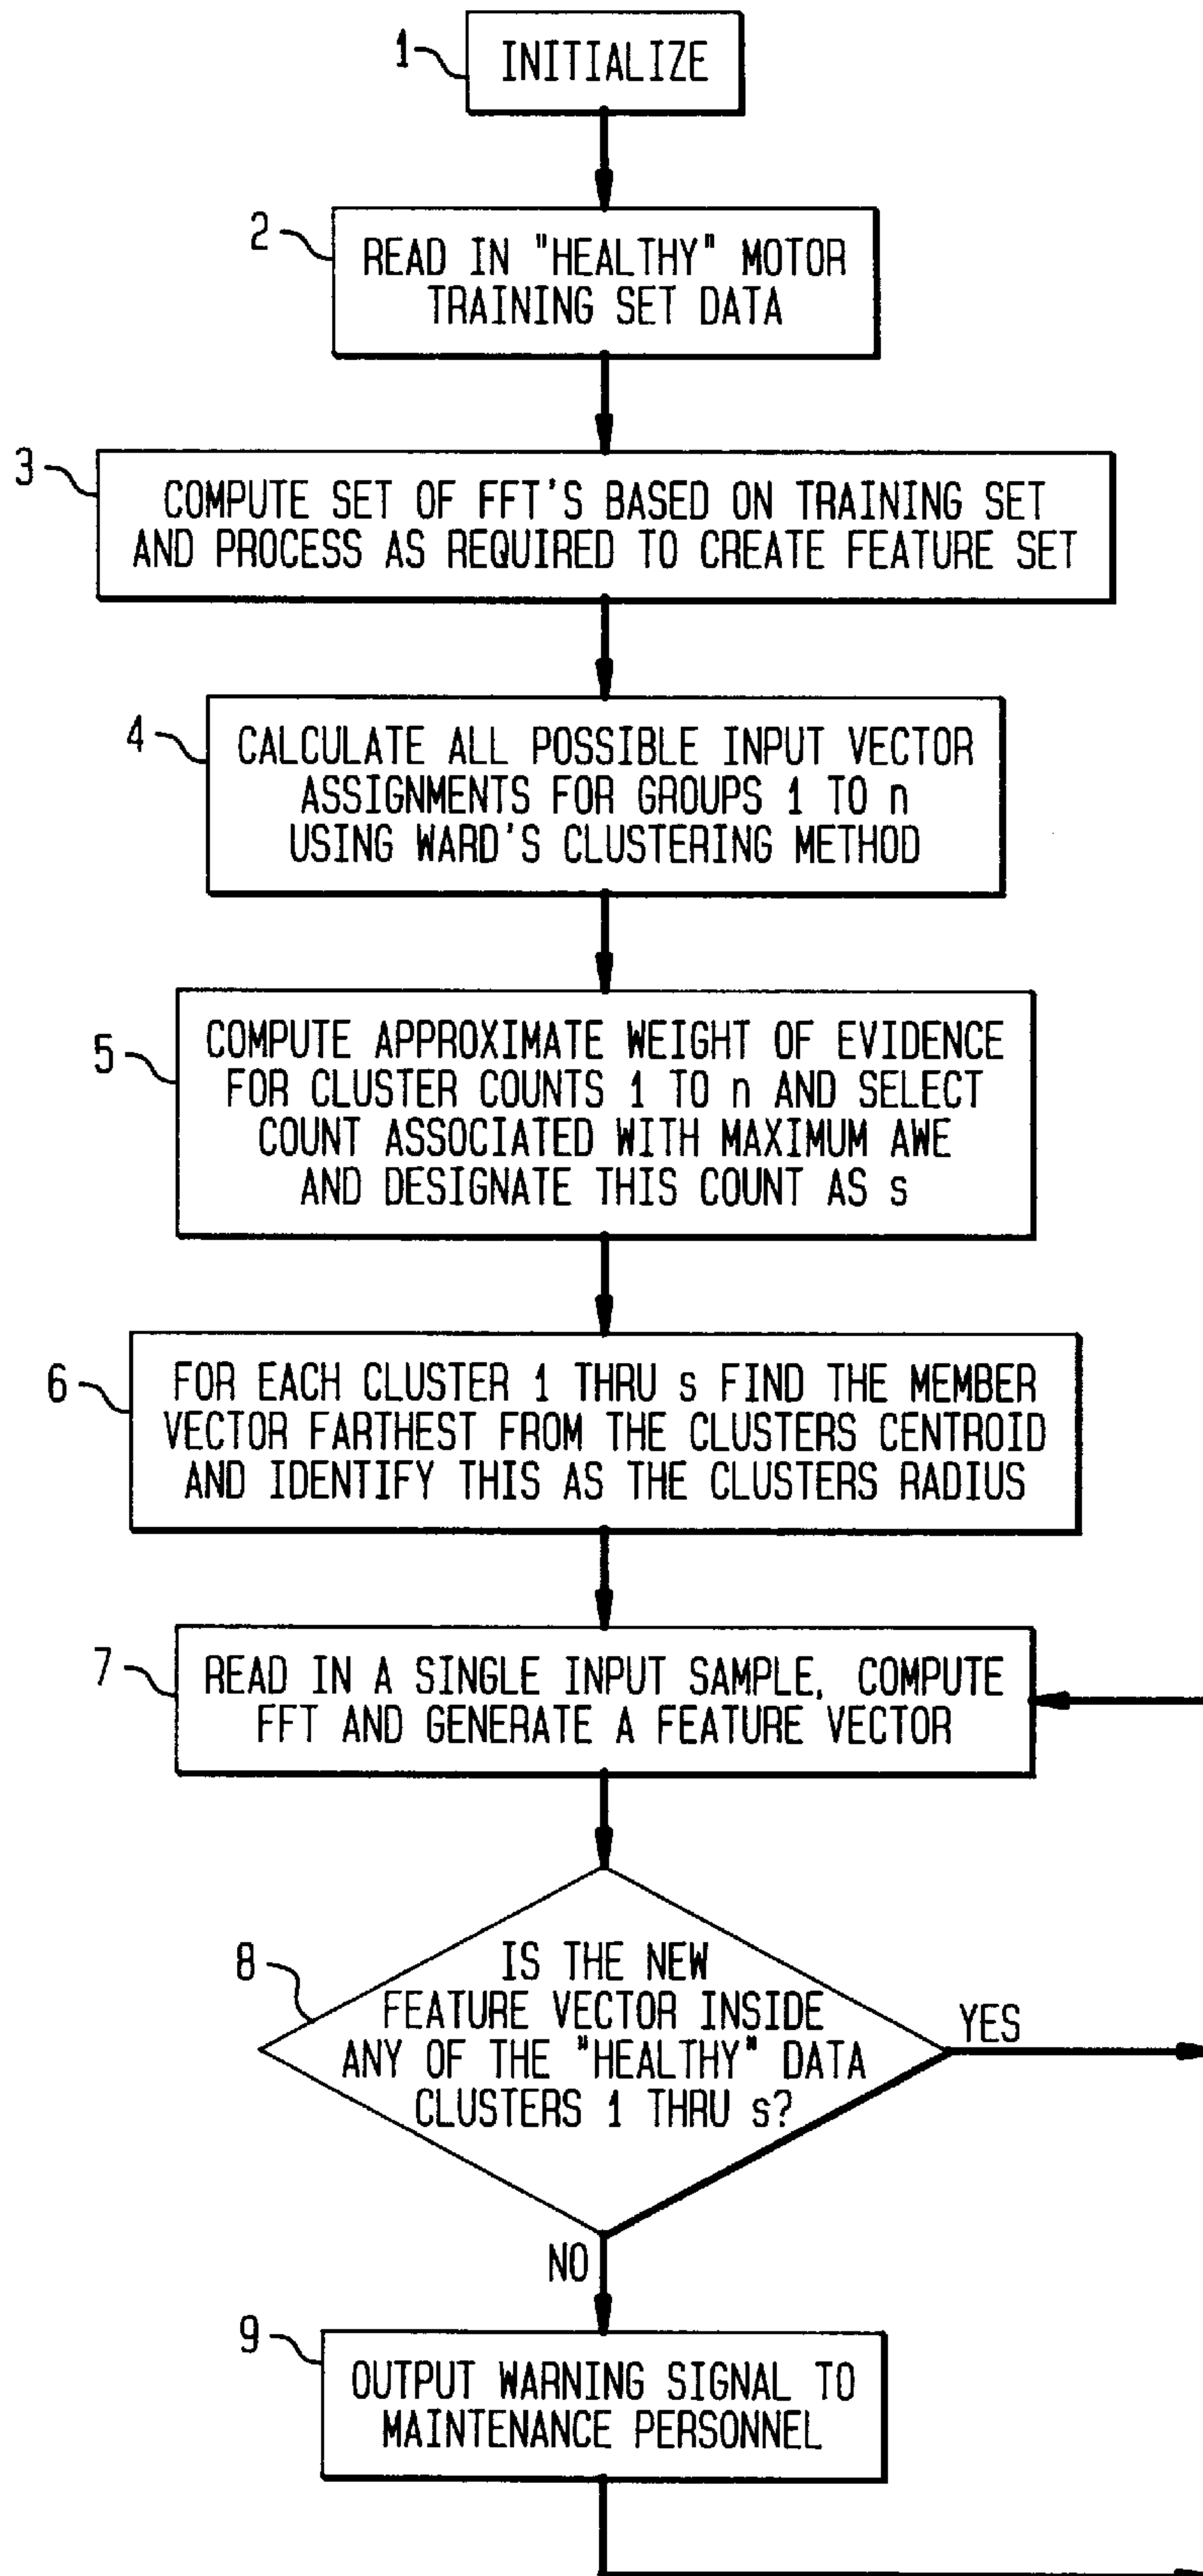 1
INITIALIZE
2
READ IN "HEALTHY" MOTOR
TRAINING SET DATA
3
COMPUTE SET OF FFT'S BASED ON TRAINING SET
AND PROCESS AS REQUIRED TO CREATE FEATURE SET
4
CALCULATE ALL POSSIBLE INPUT VECTOR
ASSIGNMENTS FOR GROUPS 1 TO n
USING WARD'S CLUSTERING METHOD
5
COMPUTE APPROXIMATE WEIGHT OF EVIDENCE
FOR CLUSTER COUNTS 1 TO n AND SELECT
COUNT ASSOCIATED WITH MAXIMUM AWE
AND DESIGNATE THIS COUNT AS s
6
FOR EACH CLUSTER 1 THRU s FIND THE MEMBER
VECTOR FARTHEST FROM THE CLUSTERS CENTROID
AND IDENTIFY THIS AS THE CLUSTERS RADIUS
7
READ IN A SINGLE INPUT SAMPLE, COMPUTE
FFT AND GENERATE A FEATURE VECTOR
8
IS THE NEW
FEATURE VECTOR INSIDE
ANY OF THE "HEALTHY" DATA
CLUSTERS 1 THRU s?
YES
NO
9
OUTPUT WARNING SIGNAL TO
MAINTENANCE PERSONNEL